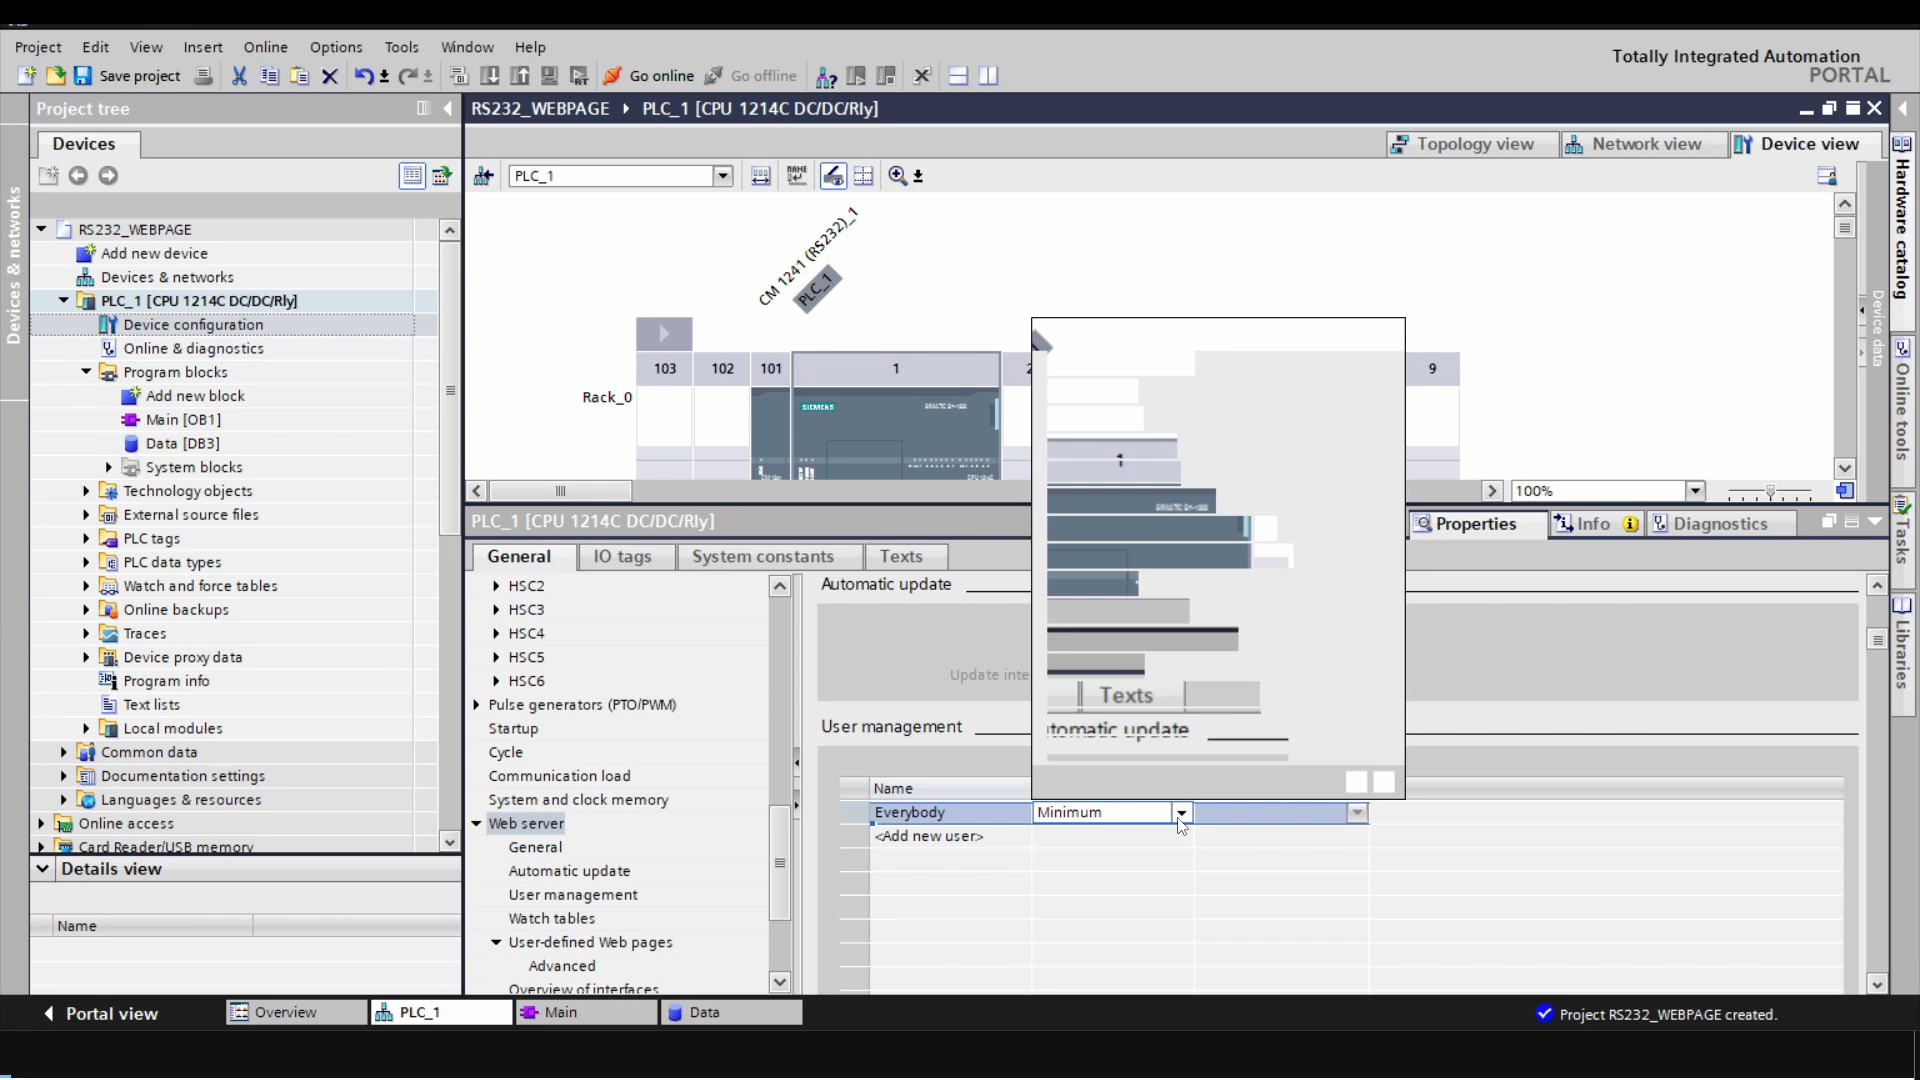 Project Edit View Insert Online Options Tools Window Help
Totally Integrated Automation
PORTAL
Save project Go online Go offline
Project tree
RS232_WEBPAGE PLC_1 [CPU 1214C DC/DC/Rly]
Devices
Topology view Network view Device view
PLC_1
Devices & networks
RS232_WEBPAGE
Add new device
Devices & networks
PLC_1 [CPU 1214C DC/DC/Rly]
Device configuration
Online & diagnostics
Program blocks
Add new block
Main [OB1]
Data [DB3]
System blocks
Technology objects
External source files
PLC tags
PLC data types
Watch and force tables
Online backups
Traces
Device proxy data
Program info
Text lists
Local modules
Common data
Documentation settings
Languages & resources
Online access
Card Reader/USB memory
Details view
Name
CM 1241 (RS232)_1
PLC_1
103 102 101 1 9
Rack_0
SIEMENS
100%
PLC_1 [CPU 1214C DC/DC/Rly]
Properties Info Diagnostics
General IO tags System constants Texts
HSC2
HSC3
HSC4
HSC5
HSC6
Pulse generators (PTO/PWM)
Startup
Cycle
Communication load
System and clock memory
Web server
General
Automatic update
User management
Watch tables
User-defined Web pages
Advanced
Overview of interfaces
Automatic update
Update inte
User management
Name
Everybody Minimum
<Add new user>
1
Texts
tomatic update
Hardware catalog
Device data
Online tools
Tasks
Libraries
Portal view Overview PLC_1 Main Data
Project RS232_WEBPAGE created.